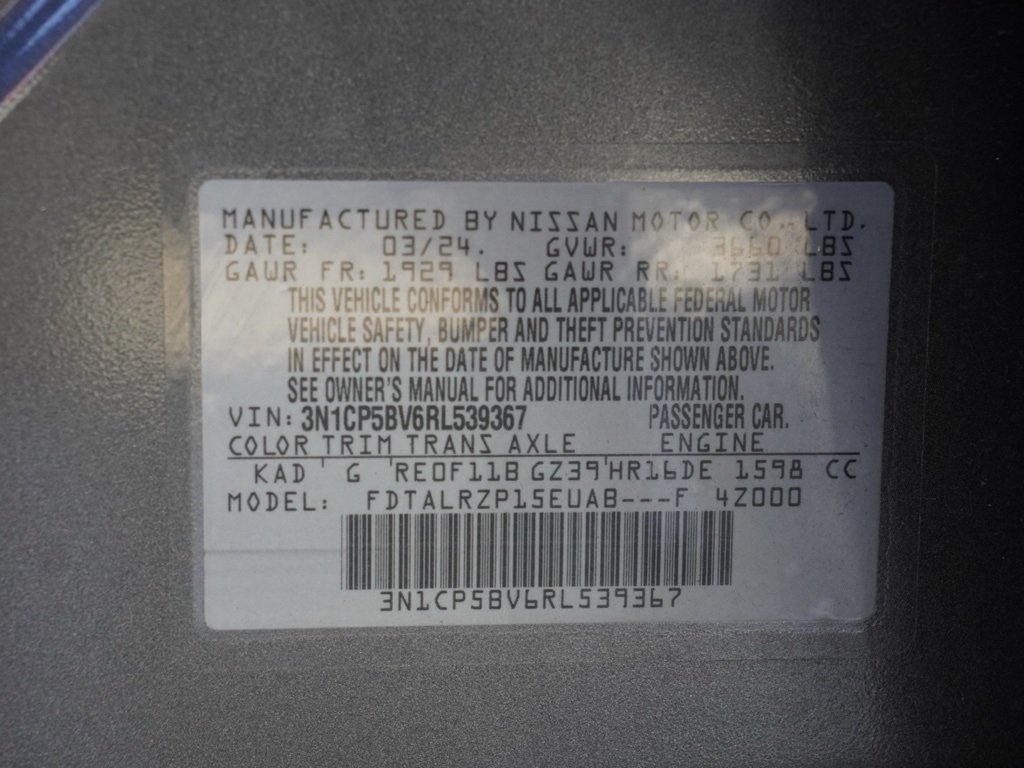 MANUFACTURED BY NISSAN MOTOR CO.,LTD.
DATE: 03/24. GVWR: 3660 LBS
GAWR FR: 1929 LBS GAWR RR: 1731 LBS
THIS VEHICLE CONFORMS TO ALL APPLICABLE FEDERAL MOTOR
VEHICLE SAFETY, BUMPER AND THEFT PREVENTION STANDARDS
IN EFFECT ON THE DATE OF MANUFACTURE SHOWN ABOVE.
SEE OWNER'S MANUAL FOR ADDITIONAL INFORMATION.
VIN: 3N1CP5BV6RL539367 PASSENGER CAR.
COLOR TRIM TRANS AXLE ENGINE
KAD ' G 'RE0F11B GZ39'HR16DE 1598 CC
MODEL: FDTALRZP15EUAB---F 4Z000
3N1CP5BV6RL539367